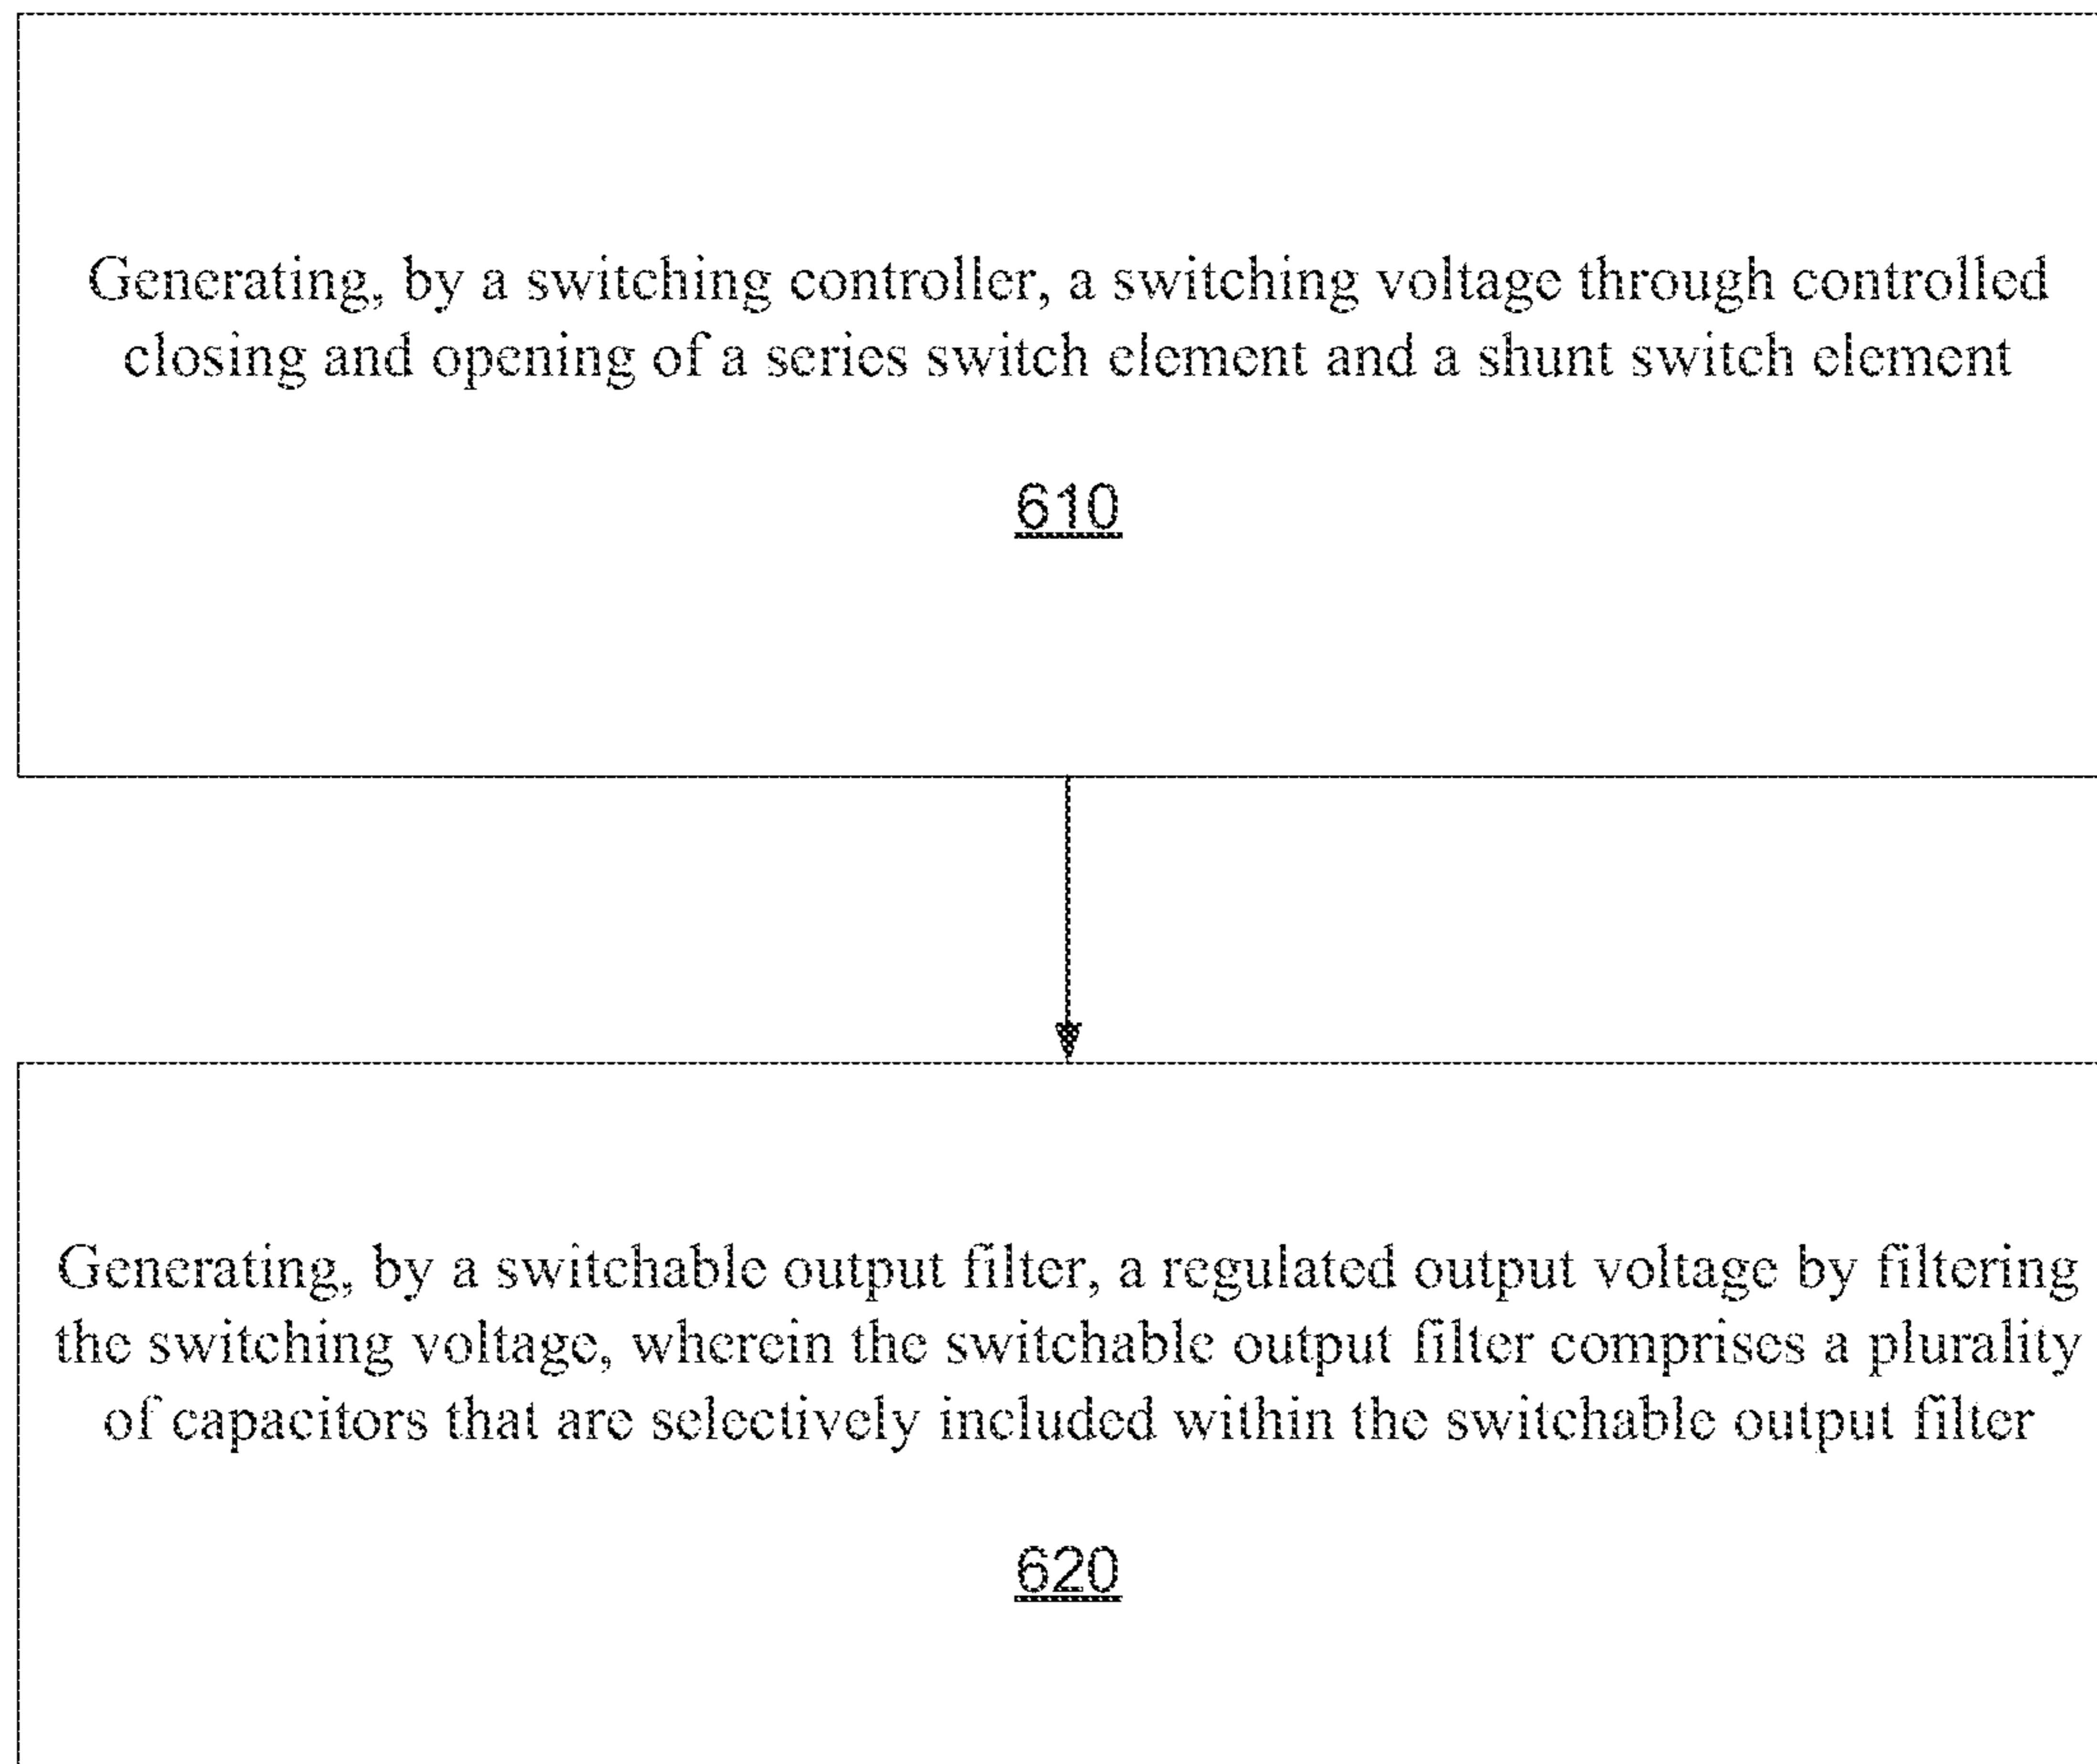 Generating, by a switching controller, a switching voltage through controlled
closing and opening of a series switch element and a shunt switch element
610
Generating, by a switchable output filter, a regulated output voltage by filtering
the switching voltage, wherein the switchable output filter comprises a plurality
of capacitors that are selectively included within the switchable output filter
620